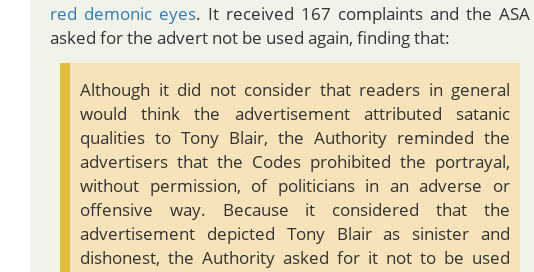 red demonic eyes. It received 167 complaints and the ASA
asked for the advert not be used again, finding that:
Although it did not consider that readers in general
would think the advertisement attributed satanic
qualities to Tony Blair, the Authority reminded the
advertisers that the Codes prohibited the portrayal,
without permission, of politicians in an adverse or
offensive way. Because it considered that the
advertisement depicted Tony Blair as sinister and
dishonest, the Authority asked for it not to be used